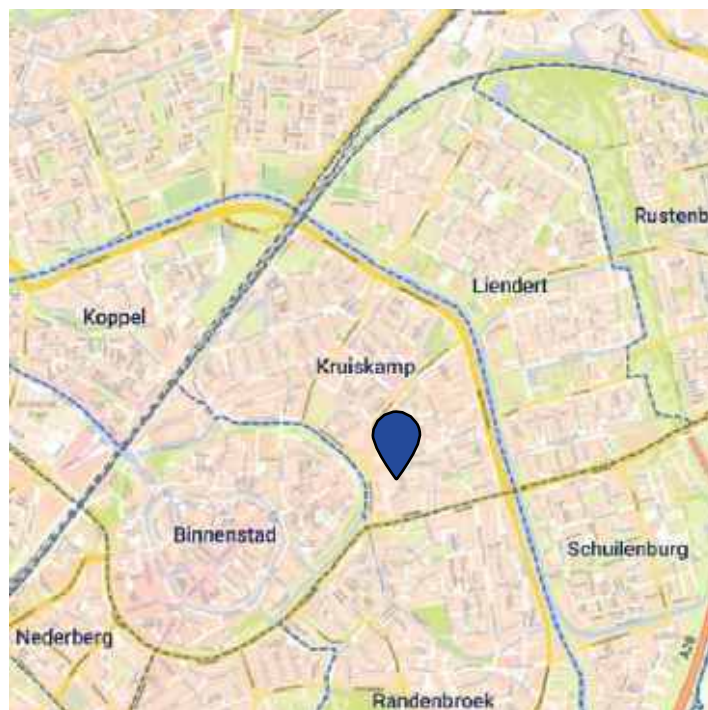 Rustenb
Liendert
Koppel
Kruiskamp
Binnenstad
Schuilenburg
Nederberg
A28
Randenbroek